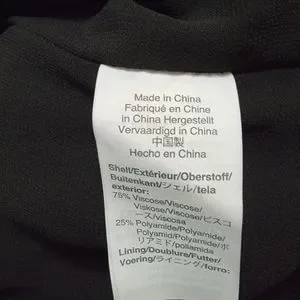 Made in China
Fabriqué en Chine
in China Hergestellt
Vervaardigd in China
中国製
Hecho en China
Shell/Extérieur/Oberstoff/
Buitenkant/シェル/tela
exterior:
75% Viscose/Viscose/
Viskose/Viscose/ビスコ
ース/viscosa
25% Polyamide/Polyamy
de/Polyamid/Polyamide/ポ
リアミド/poliamida
Lining/Doublure/Futter/
Voering/ライニング/forro: